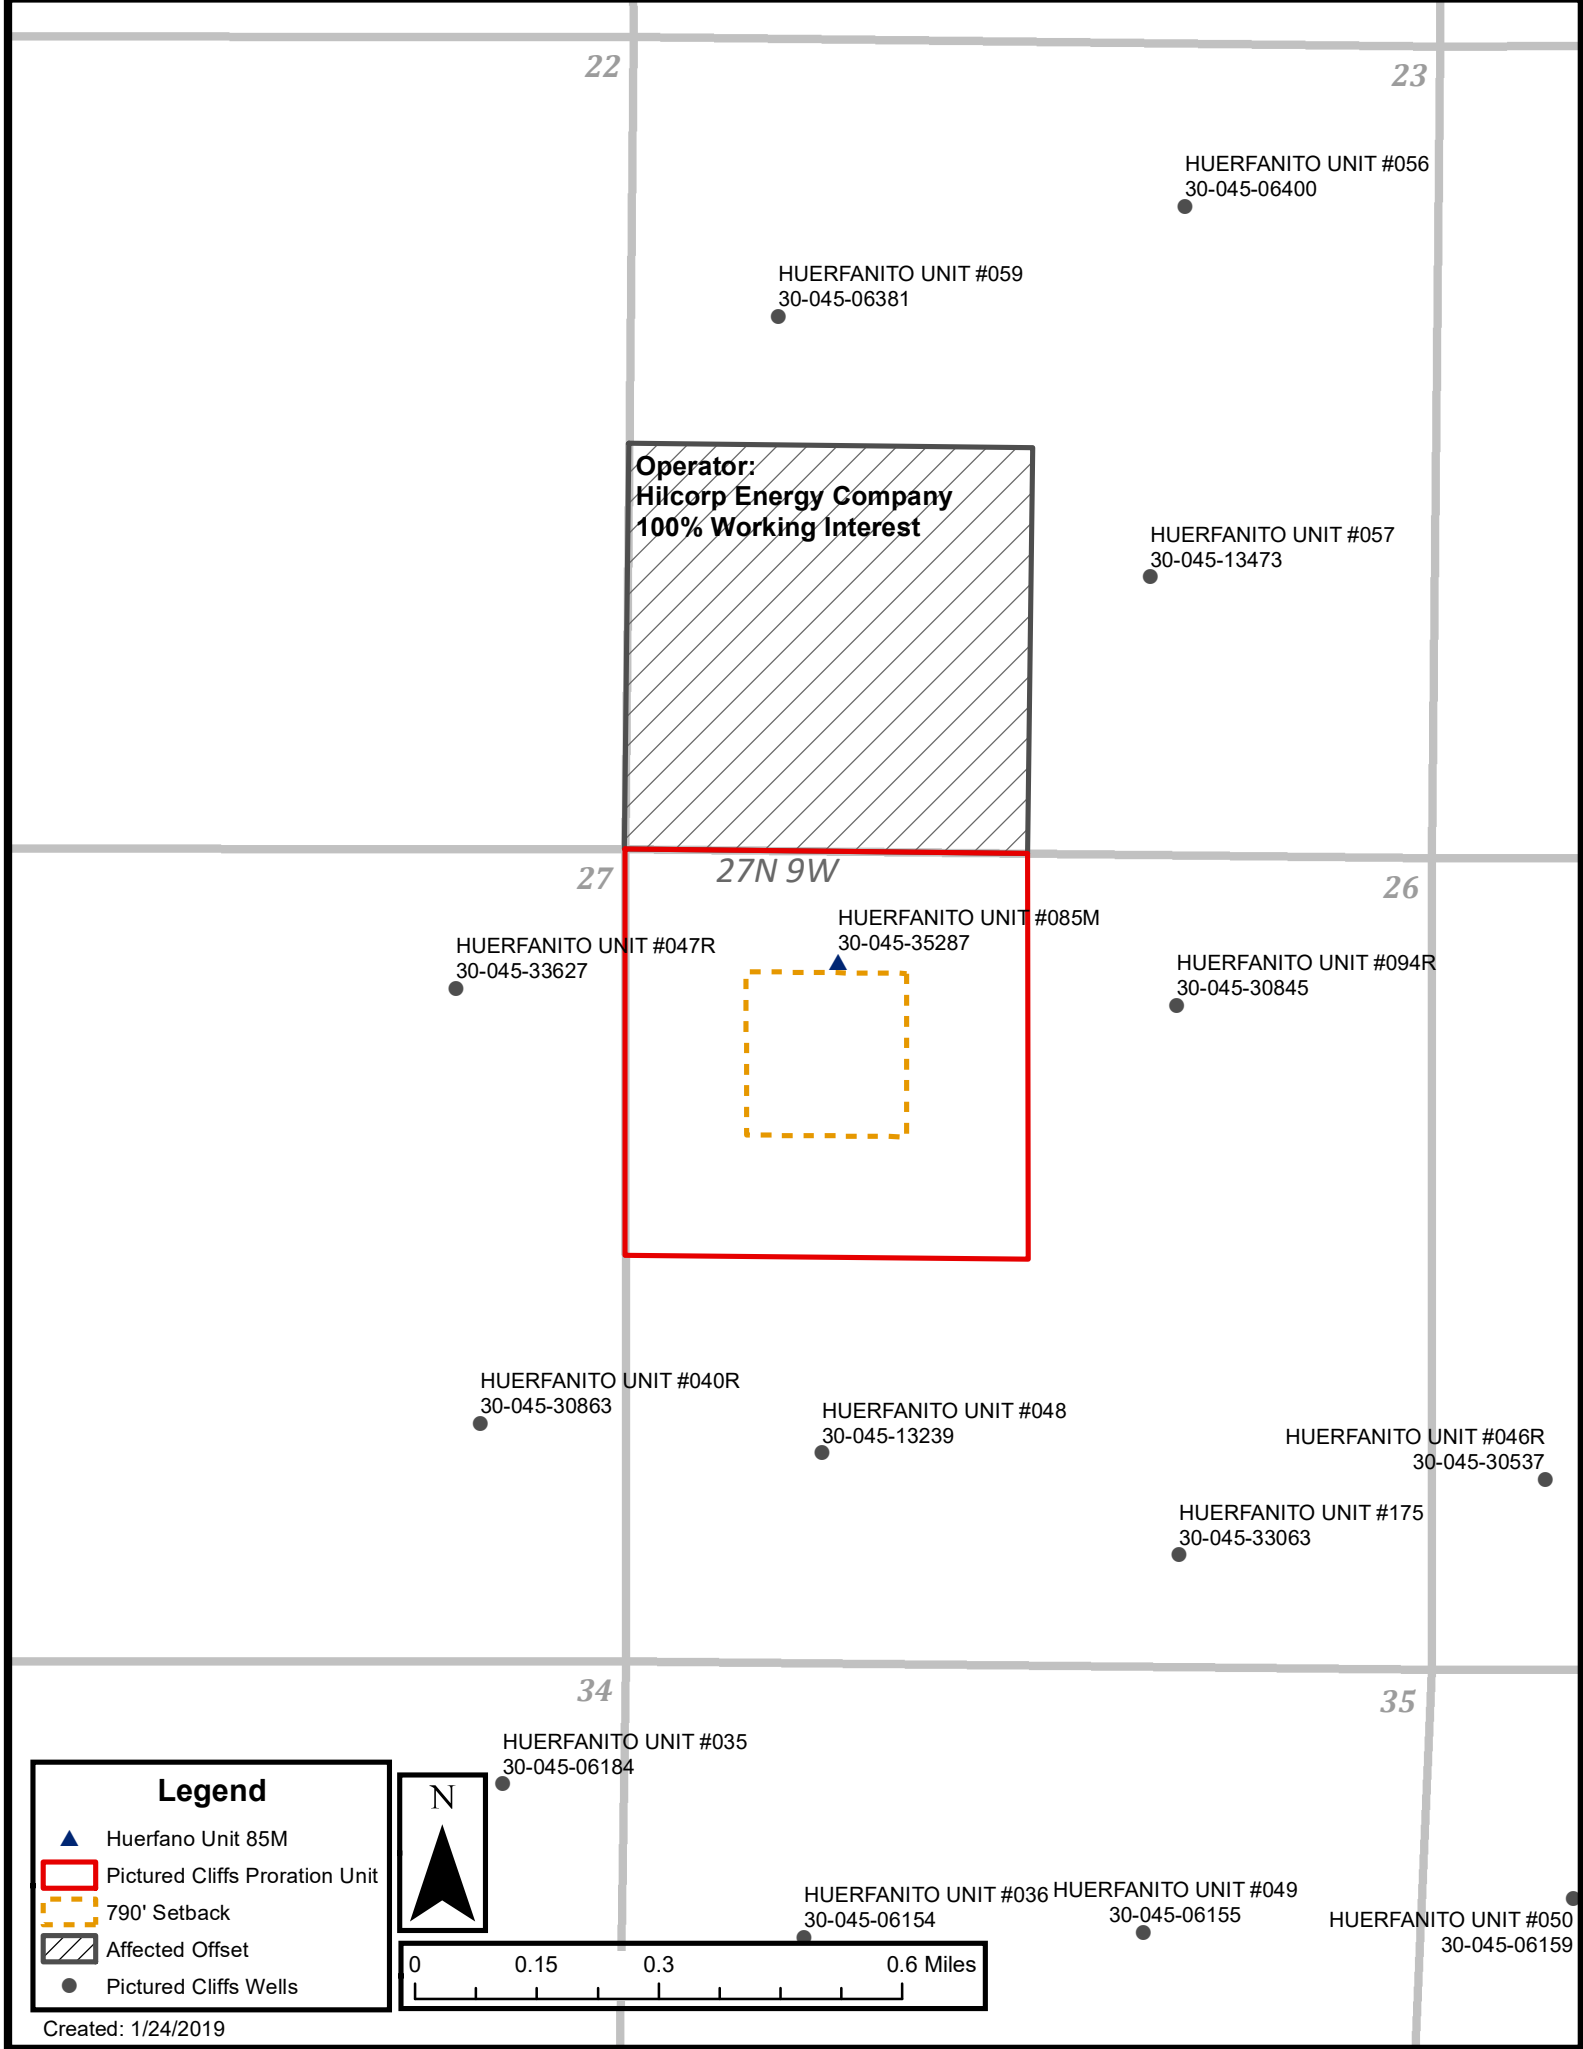 22
23
HUERFANITO UNIT #056
30-045-06400
HUERFANITO UNIT #059
30-045-06381
Operator:
Hilcorp Energy Company
100% Working Interest
HUERFANITO UNIT #057
30-045-13473
27
27N 9W
26
HUERFANITO UNIT #085M
30-045-35287
HUERFANITO UNIT #047R
30-045-33627
HUERFANITO UNIT #094R
30-045-30845
HUERFANITO UNIT #040R
30-045-30863
HUERFANITO UNIT #048
30-045-13239
HUERFANITO UNIT #046R
30-045-30537
HUERFANITO UNIT #175
30-045-33063
34
35
HUERFANITO UNIT #035
30-045-06184
Legend
Huerfano Unit 85M
Pictured Cliffs Proration Unit
790' Setback
Affected Offset
Pictured Cliffs Wells
N
HUERFANITO UNIT #036
30-045-06154
HUERFANITO UNIT #049
30-045-06155
HUERFANITO UNIT #050
30-045-06159
0 0.15 0.3 0.6 Miles
Created: 1/24/2019